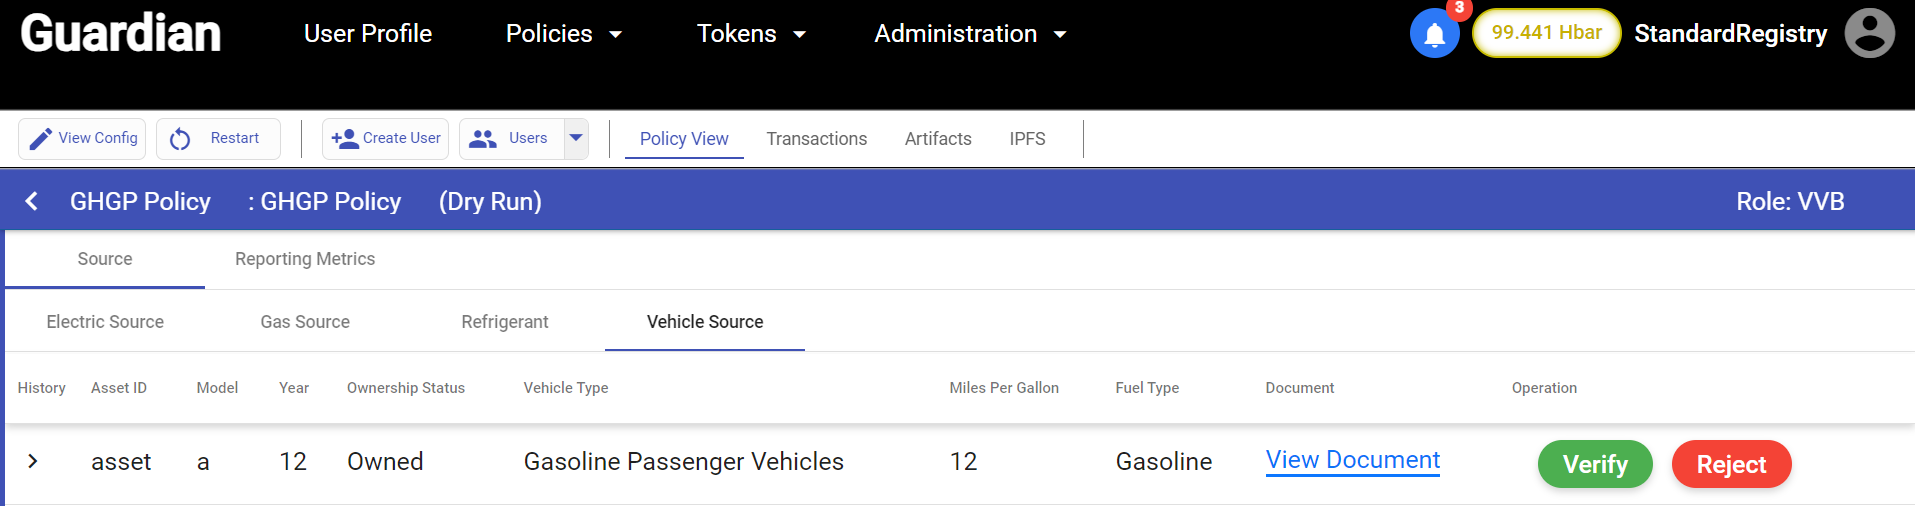 Guardian User Profile Policies Tokens Administration 3 99.441 Hbar StandardRegistry
View Config Restart Create User Users Policy View Transactions Artifacts IPFS
GHGP Policy : GHGP Policy (Dry Run) Role: VVB
Source Reporting Metrics
Electric Source Gas Source Refrigerant Vehicle Source
History Asset ID Model Year Ownership Status Vehicle Type Miles Per Gallon Fuel Type Document Operation
asset a 12 Owned Gasoline Passenger Vehicles 12 Gasoline View Document Verify Reject